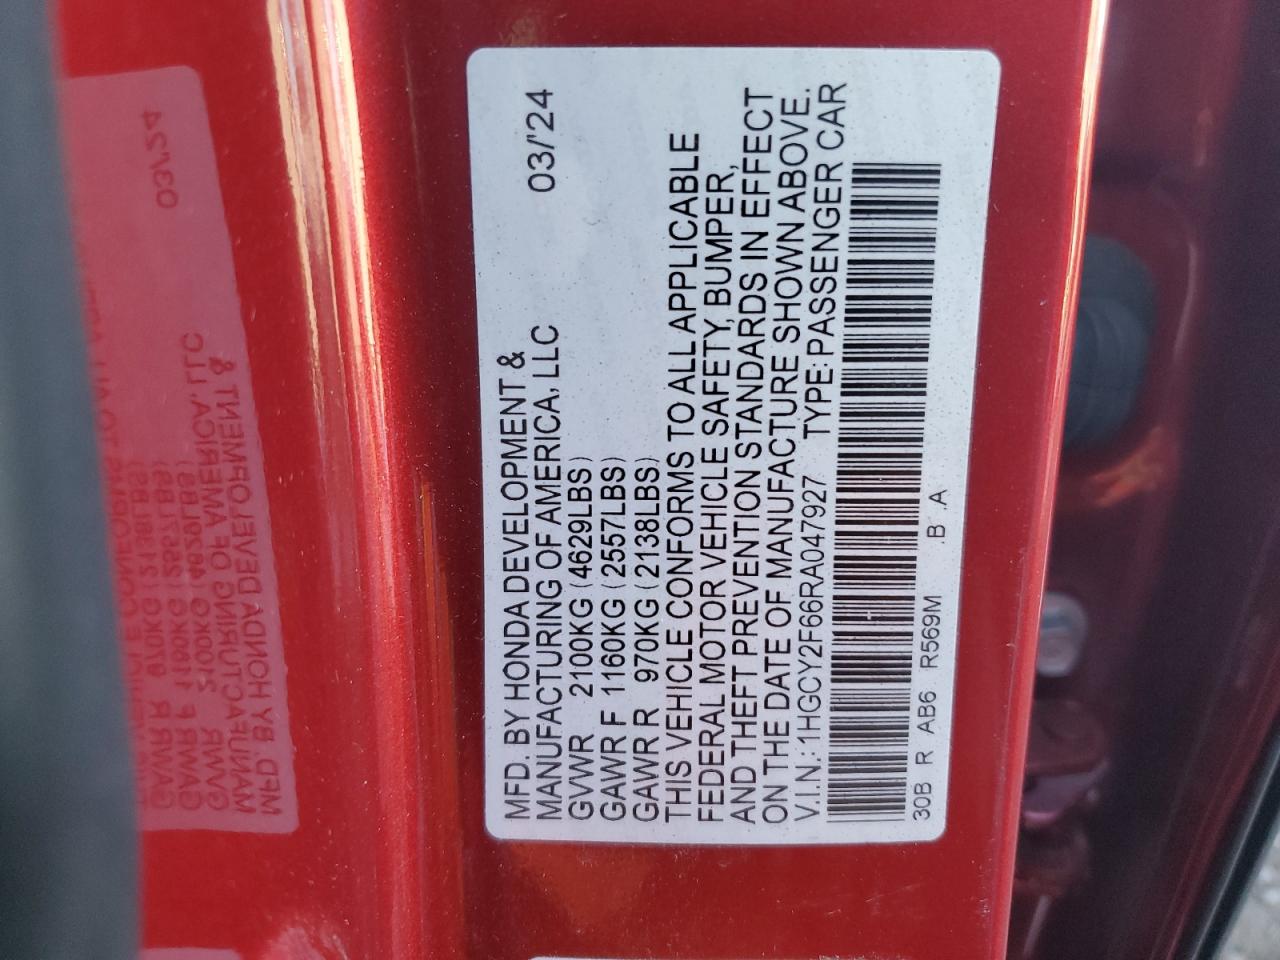 MFD. BY HONDA DEVELOPMENT &
MANUFACTURING OF AMERICA, LLC 03/'24
GVWR 2100KG (4629LBS)
GAWR F 1160KG (2557LBS)
GAWR R 970KG (2138LBS)
THIS VEHICLE CONFORMS TO ALL APPLICABLE
FEDERAL MOTOR VEHICLE SAFETY, BUMPER,
AND THEFT PREVENTION STANDARDS IN EFFECT
ON THE DATE OF MANUFACTURE SHOWN ABOVE.
V.I.N.: 1HGCY2F66RA047927 TYPE: PASSENGER CAR
30B R AB6 R569M .B .A